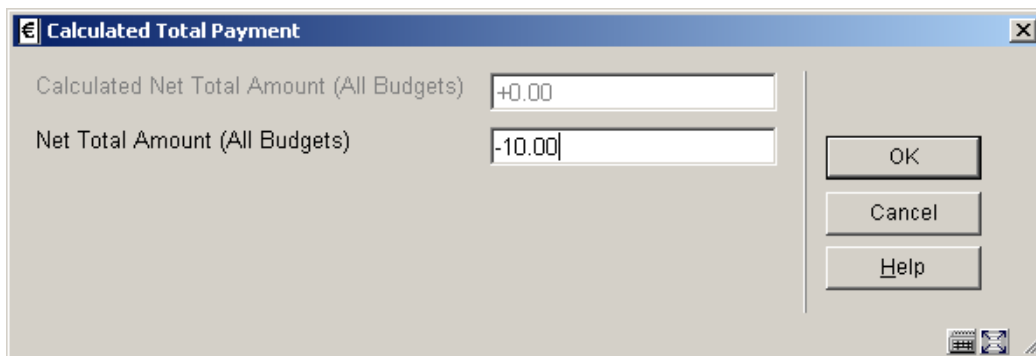 € Calculated Total Payment
Calculated Net Total Amount (All Budgets) +0.00
Net Total Amount (All Budgets) -10.00
OK
Cancel
Help